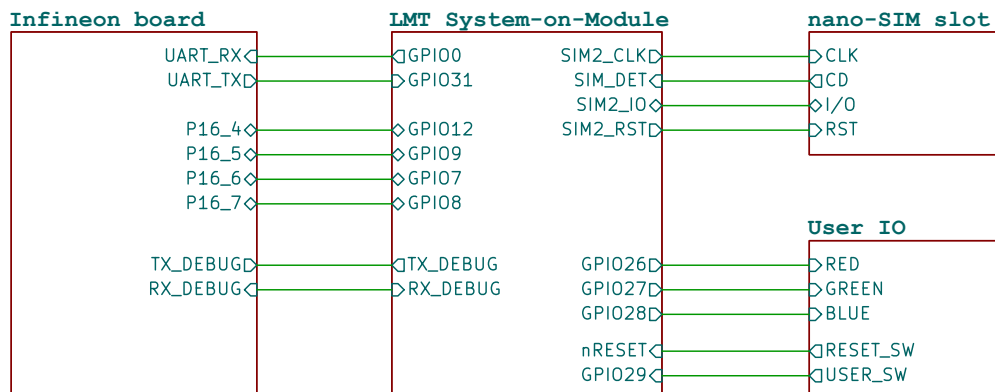 Infineon board
UART_RX
UART_TX
P16_4
P16_5
P16_6
P16_7
TX_DEBUG
RX_DEBUG
LMT System-on-Module
GPIO0
GPIO31
GPIO12
GPIO9
GPIO7
GPIO8
TX_DEBUG
RX_DEBUG
SIM2_CLK
SIM_DET
SIM2_IO
SIM2_RST
GPIO26
GPIO27
GPIO28
nRESET
GPIO29
nano-SIM slot
CLK
CD
I/O
RST
User IO
RED
GREEN
BLUE
RESET_SW
USER_SW